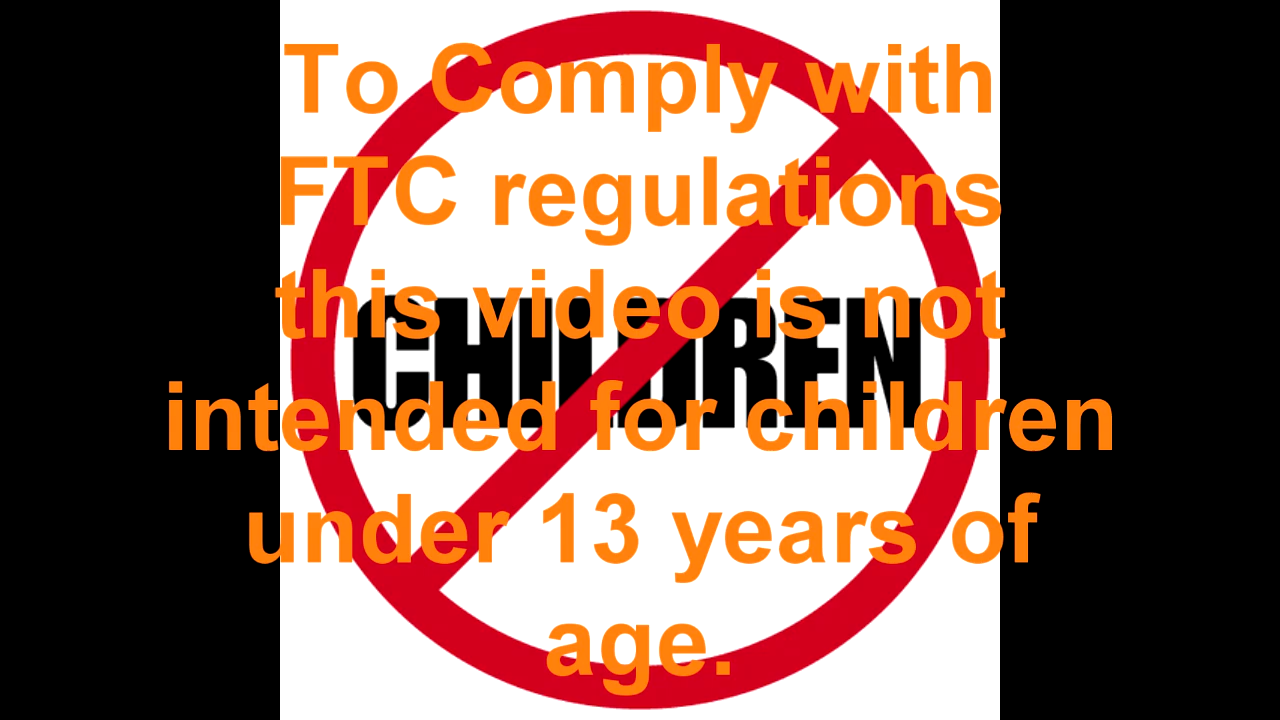 To Comply with
FTC regulations
this video is not
CHILDREN
intended for children
under 13 years of
age.